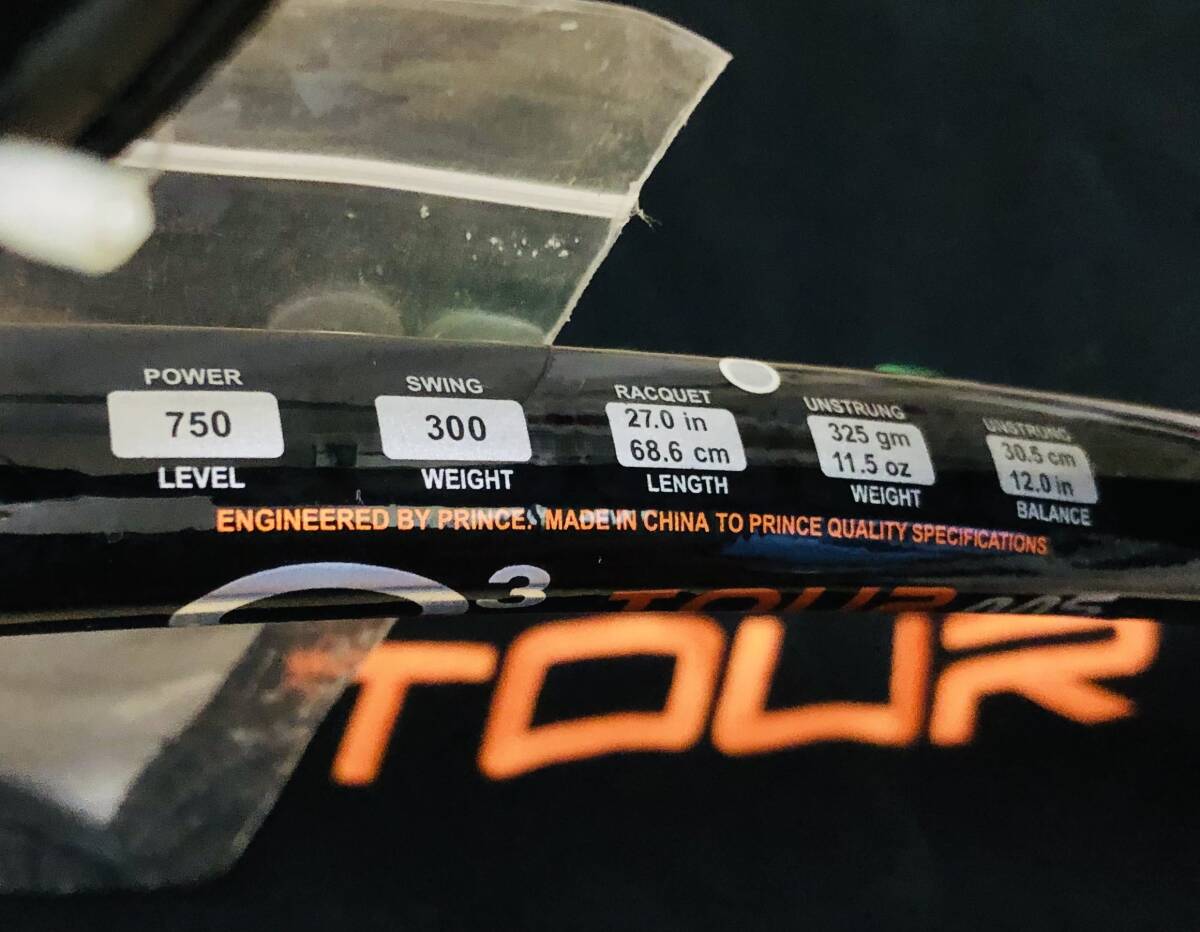 POWER
750
LEVEL
SWING
300
WEIGHT
RACQUET
27.0 in
68.6 cm
LENGTH
UNSTRUNG
325 gm
11.5 oz
WEIGHT
UNSTRUNG
30.5 cm
12.0 in
BALANCE
ENGINEERED BY PRINCE. MADE IN CHINA TO PRINCE QUALITY SPECIFICATIONS
3 TOUR
TOUR